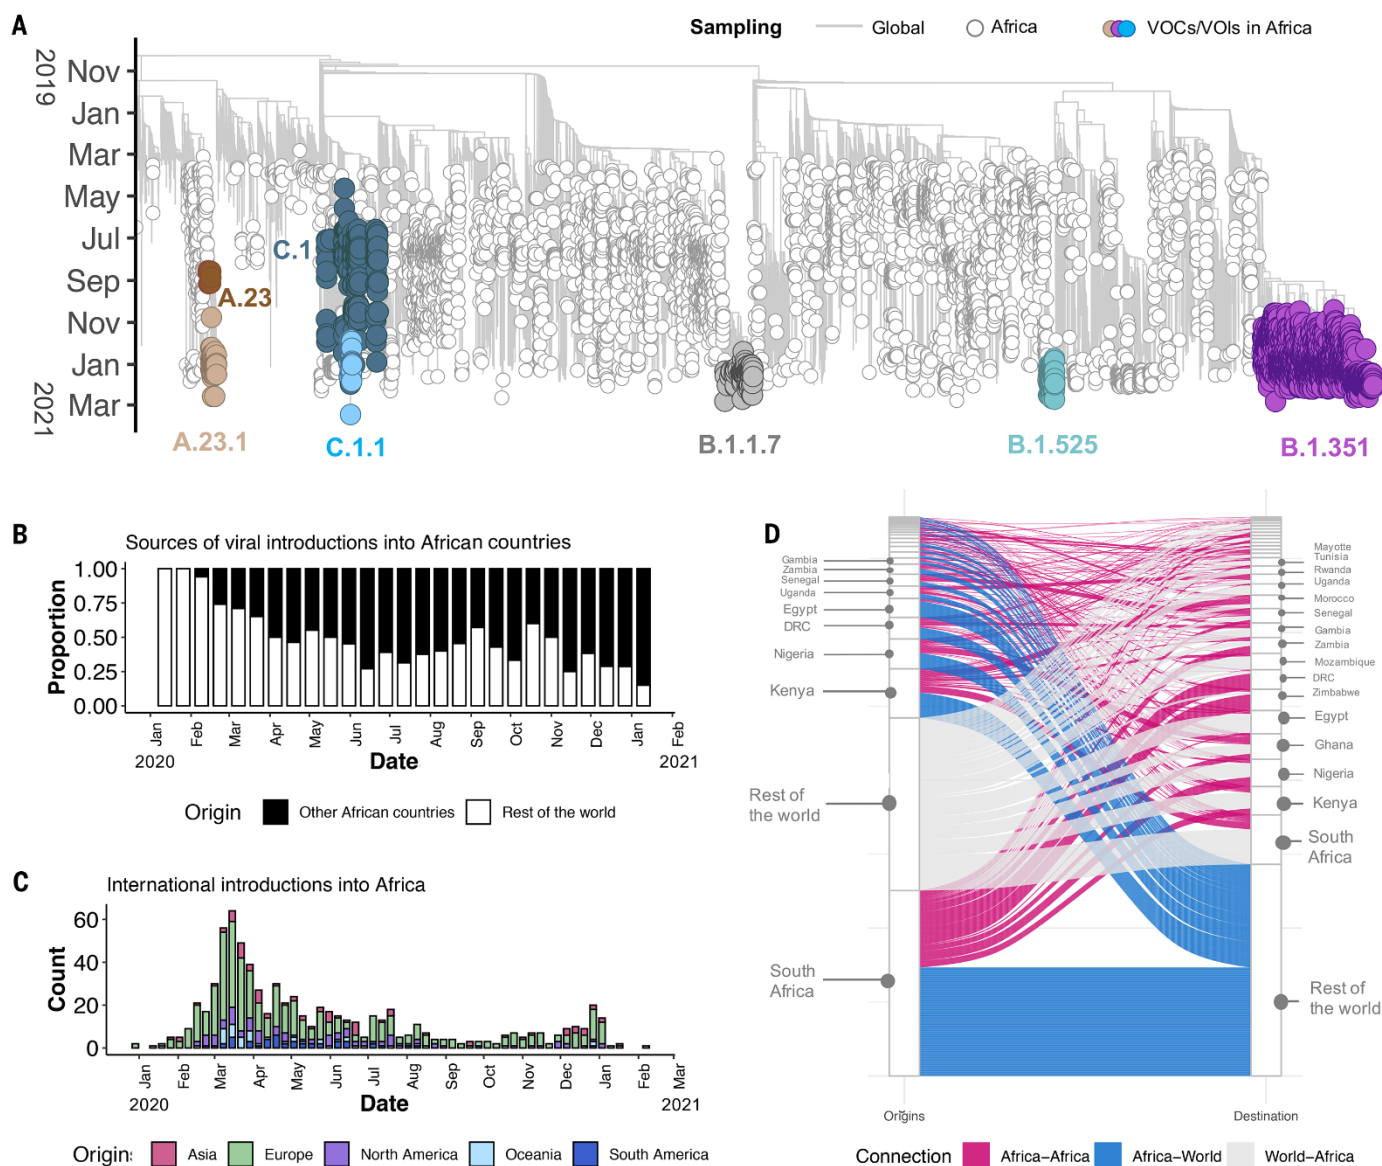 A
Sampling
Global
Africa
VOCs/VOIs in Africa
2019
Nov
Jan
Mar
May
Jul
Sep
Nov
Jan
Mar
2021
C.1
A.23
A.23.1
C.1.1
B.1.1.7
B.1.525
B.1.351
B
Sources of viral introductions into African countries
Proportion
1.00
0.75
0.50
0.25
0.00
Jan
Feb
Mar
Apr
May
Jun
Jul
Aug
Sep
Oct
Nov
Dec
Jan
Feb
2020
Date
2021
Origin
Other African countries
Rest of the world
C
International introductions into Africa
Count
60
40
20
0
Jan
Feb
Mar
Apr
May
Jun
Jul
Aug
Sep
Oct
Nov
Dec
Jan
Feb
Mar
2020
Date
2021
Origin:
Asia
Europe
North America
Oceania
South America
D
Gambia
Zambia
Senegal
Uganda
Egypt
DRC
Nigeria
Kenya
Rest of
the world
South
Africa
Mayotte
Tunisia
Rwanda
Uganda
Morocco
Senegal
Gambia
Zambia
Mozambique
DRC
Zimbabwe
Egypt
Ghana
Nigeria
Kenya
South
Africa
Rest of
the world
Origins
Destination
Connection
Africa-Africa
Africa-World
World-Africa